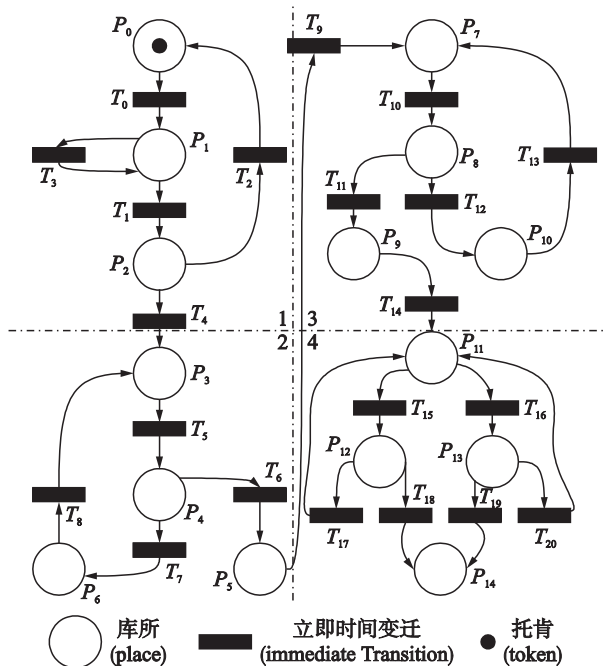 P₀
T₀
P₁
T₃
T₂
T₁
P₂
T₄
1
T₉
P₇
T₁₀
P₈
T₁₁
T₁₂
T₁₃
P₉
P₁₀
T₁₄
3
2
P₃
T₅
T₆
P₄
T₈
T₇
P₆
P₅
4
P₁₁
T₁₅
T₁₆
P₁₂
P₁₃
T₁₈
T₁₉
T₁₇
T₂₀
P₁₄
库所
(place)
立即时间变迁
(immediate Transition)
托肯
(token)